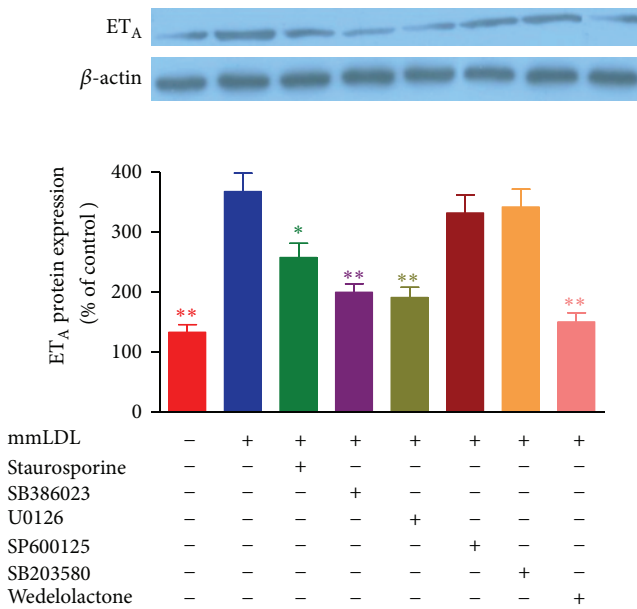 ETA
β-actin
ETA protein expression
(% of control )
400
300
200
100
0
** * ** ** **
mmLDL − + + + + + + +
Staurosporine − − + − − − − −
SB386023 − − − + − − − −
U0126 − − − − + − − −
SP600125 − − − − − + − −
SB203580 − − − − − − + −
Wedelolactone − − − − − − − +